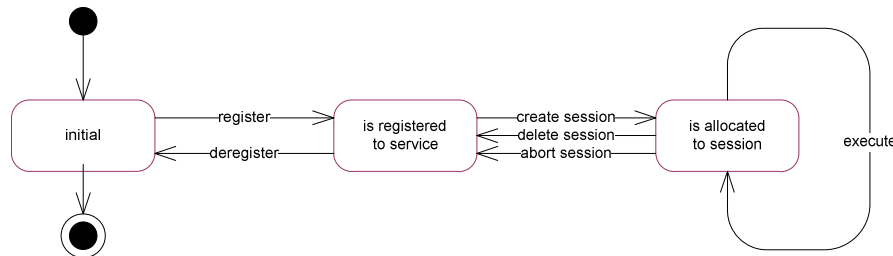 register
create session
initial
is registered
to service
delete session
is allocated
to session
execute
deregister
abort session